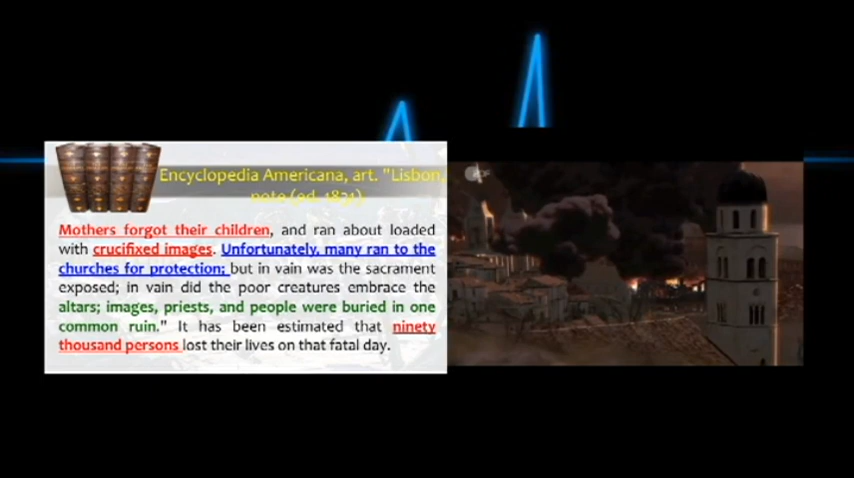 Encyclopedia Americana, art. "Lisbon,
note (ed. 1831)
Mothers forgot their children, and ran about loaded
with crucifixed images. Unfortunately, many ran to the
churches for protection; but in vain was the sacrament
exposed; in vain did the poor creatures embrace the
altars; images, priests, and people were buried in one
common ruin." It has been estimated that ninety
thousand persons lost their lives on that fatal day.